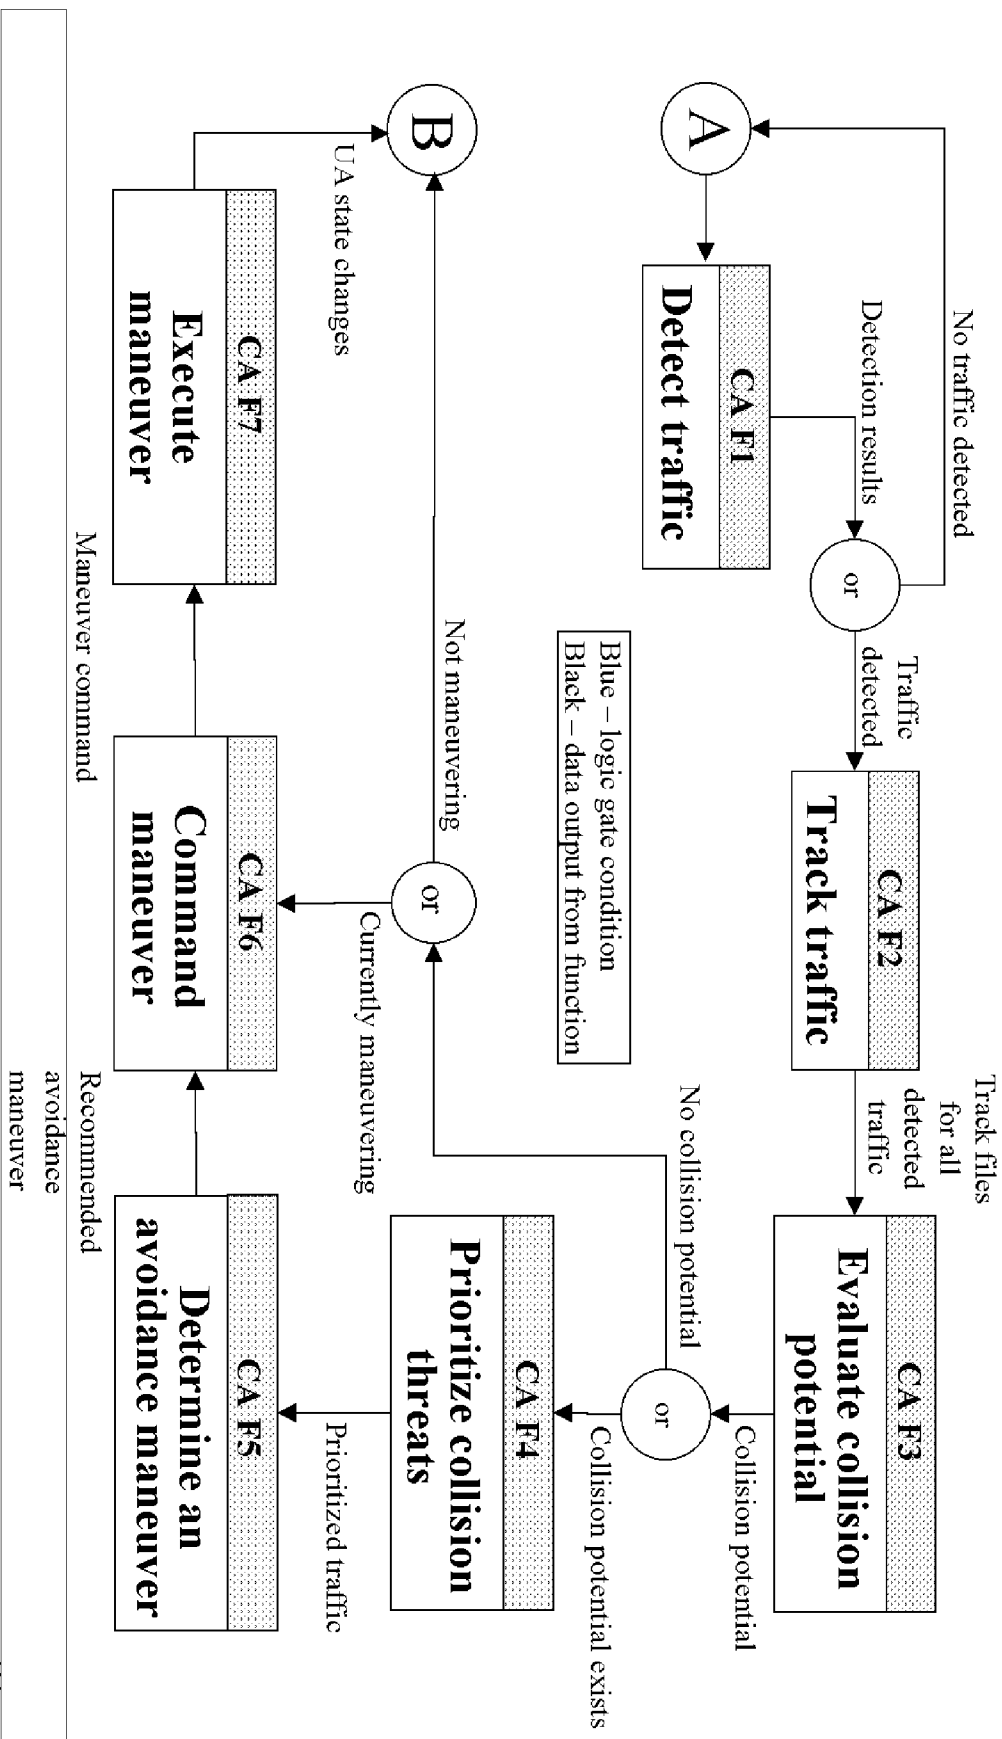 No traffic detected
A
CA F1
Detect traffic
Detection results
or
Traffic
detected
CA F2
Track traffic
Track files
for all
detected
traffic
CA F3
Evaluate collision
potential
Collision potential
or
No collision potential
Collision potential exists
Blue – logic gate condition
Black – data output from function
CA F4
Prioritize collision
threats
Prioritized traffic
B
Not maneuvering
or
Currently maneuvering
UA state changes
CA F7
Execute
maneuver
Maneuver command
CA F6
Command
maneuver
Recommended
avoidance
maneuver
CA F5
Determine an
avoidance maneuver